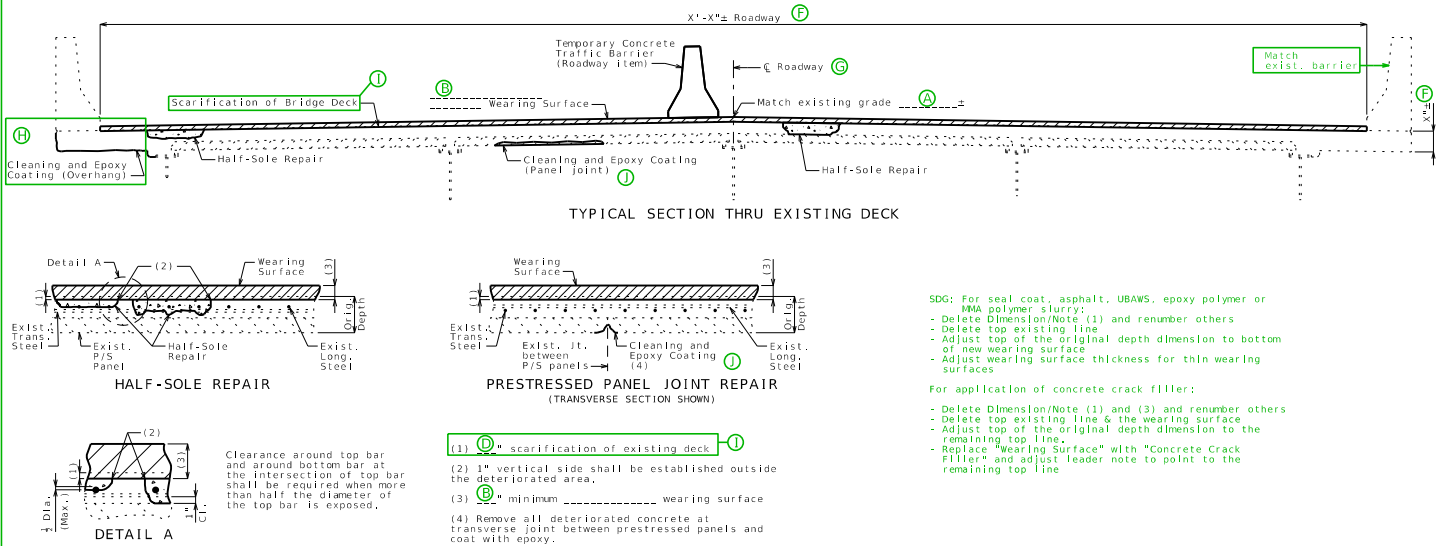 X'-X"± Roadway F
Temporary Concrete
Traffic Barrier
(Roadway item)
℄ Roadway G
Match
exist. barrier
I
B
Scarification of Bridge Deck
Wearing Surface
Match existing grade A ±
F
X"±
H
Cleaning and Epoxy
Coating (Overhang)
Half-Sole Repair
Cleaning and Epoxy Coating
(Panel joint) J
Half-Sole Repair
TYPICAL SECTION THRU EXISTING DECK
Detail A
(2)
Wearing
Surface
(3)
(1)
Orig.
Depth
Exist.
Trans.
Steel
Exist.
P/S
Panel
Half-Sole
Repair
Exist.
Long.
Steel
HALF-SOLE REPAIR
Wearing
Surface
(3)
(1)
Orig.
Depth
Exist.
Trans.
Steel
Exist. Jt.
between
P/S panels
Cleaning and
Epoxy Coating
(4) J
Exist.
Long.
Steel
PRESTRESSED PANEL JOINT REPAIR
(TRANSVERSE SECTION SHOWN)
SDG: For seal coat, asphalt, UBAWS, epoxy polymer or
MMA polymer slurry:
- Delete Dimension/Note (1) and renumber others
- Delete top existing line
- Adjust top of the original depth dimension to bottom
of new wearing surface
- Adjust wearing surface thickness for thin wearing
surfaces
For application of concrete crack filler:
- Delete Dimension/Note (1) and (3) and renumber others
- Delete top existing line & the wearing surface
- Adjust top of the original depth dimension to the
remaining top line.
- Replace "Wearing Surface" with "Concrete Crack
Filler" and adjust leader note to point to the
remaining top line
(2)
(1)
(3)
½ Dia.
(Max.)
1"
Cl.
DETAIL A
Clearance around top bar
and around bottom bar at
the intersection of top bar
shall be required when more
than half the diameter of
the top bar is exposed.
(1) D__" scarification of existing deck I
(2) 1" vertical side shall be established outside
the deteriorated area.
(3) B__" minimum _____________ wearing surface
(4) Remove all deteriorated concrete at
transverse joint between prestressed panels and
coat with epoxy.